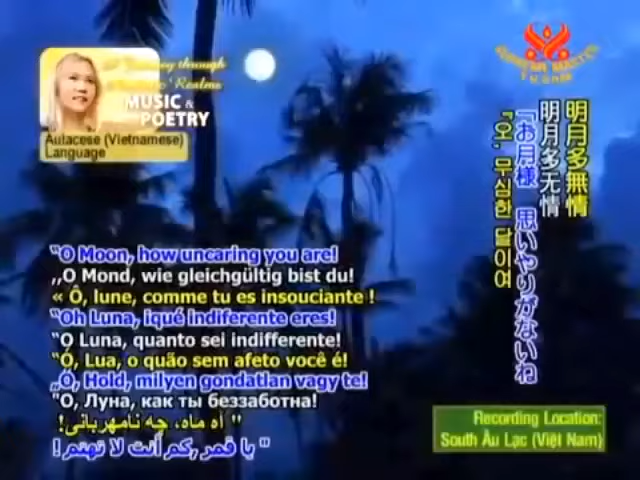 A Journey through
Aesthetic Realms
MUSIC &
POETRY
Aulacese (Vietnamese)
Language
SUPREME MASTER
TELEVISION
明月多無情
明月多无情
「お月様 思いやりがないね
『오, 무심한 달이여
"O Moon, how uncaring you are!
„O Mond, wie gleichgültig bist du!
« Ô, lune, comme tu es insouciante !
"Oh Luna, ¡qué indiferente eres!
"O Luna, quanto sei indifferente!
"Ó, Lua, o quão sem afeto você é!
„Ó, Hold, milyen gondatlan vagy te!
"О, Луна, как ты беззаботна!
" آه ماه، چه نامهربانی!
" يا قمر ,كم أنت لا تهتم!
Recording Location:
South Âu Lạc (Việt Nam)